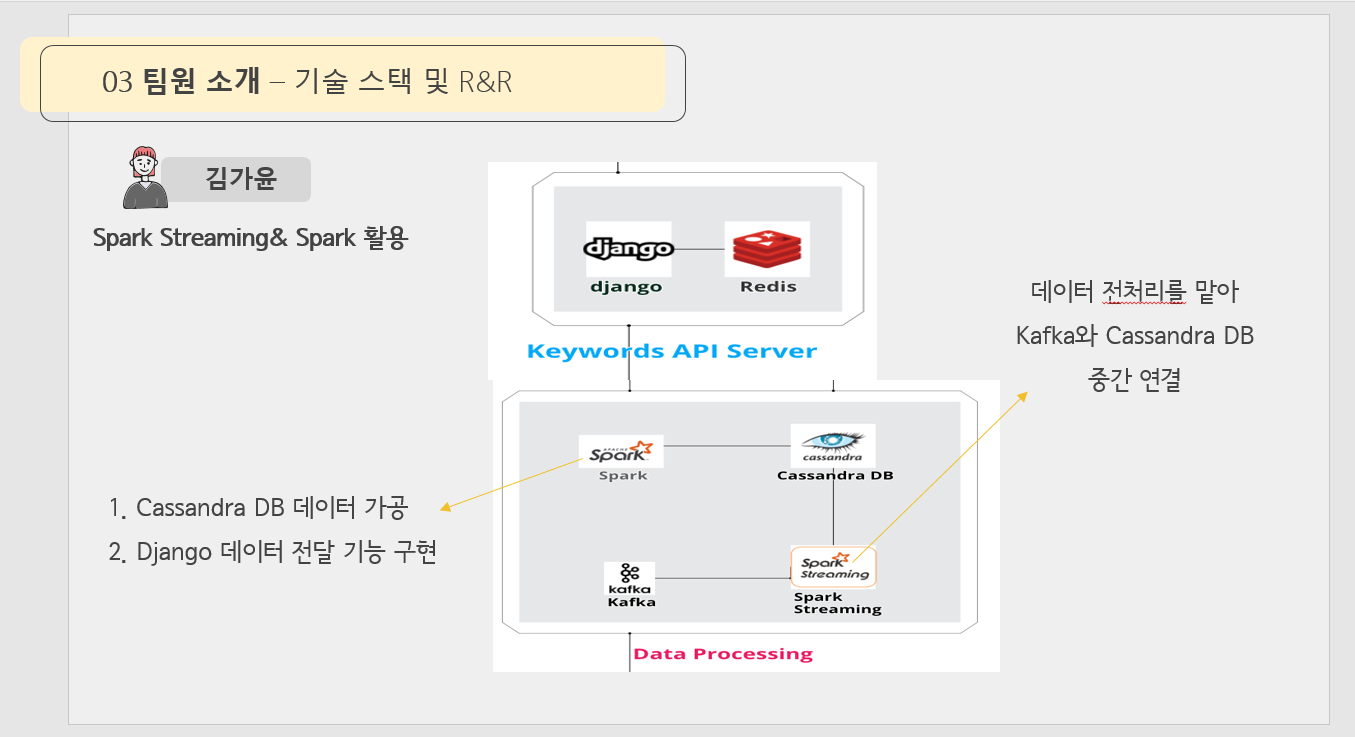 03 팀원 소개 – 기술 스택 및 R&R
김가윤
Spark Streaming& Spark 활용
django
django
Redis
Keywords API Server
데이터 전처리를 맡아
Kafka와 Cassandra DB
중간 연결
APACHE
Spark
Spark
cassandra
Cassandra DB
1. Cassandra DB 데이터 가공
2. Django 데이터 전달 기능 구현
kafka
Kafka
Spark
Streaming
Spark
Streaming
Data Processing